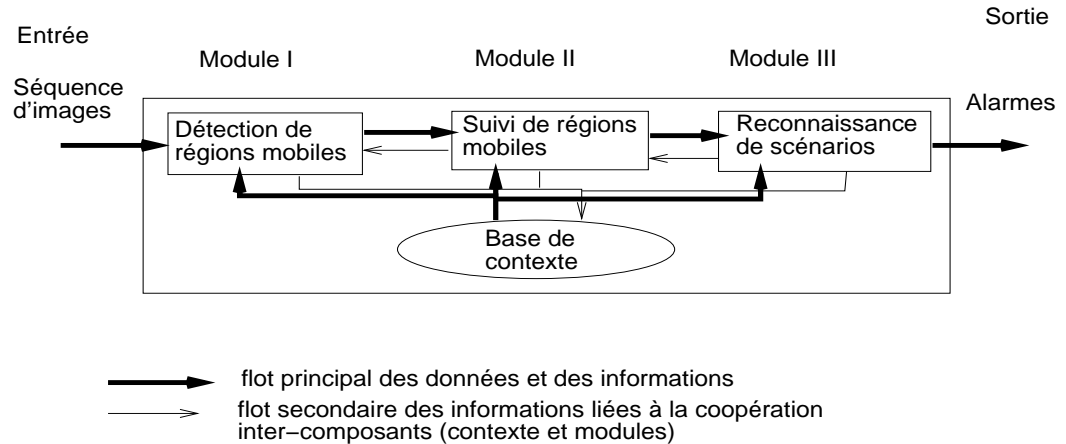 Entrée
Sortie
Module I
Module II
Module III
Séquence
d'images
Alarmes
Détection de
régions mobiles
Suivi de régions
mobiles
Reconnaissance
de scénarios
Base de
contexte
flot principal des données et des informations
flot secondaire des informations liées à la coopération
inter−composants (contexte et modules)